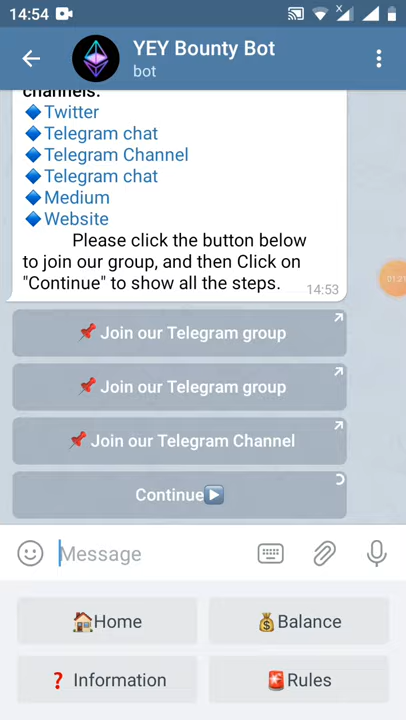 14:54
YEY Bounty Bot
bot
channels:
🔷Twitter
🔷Telegram chat
🔷Telegram Channel
🔷Telegram chat
🔷Medium
🔷Website
Please click the button below
to join our group, and then Click on
"Continue" to show all the steps.
14:53
📌 Join our Telegram group
📌 Join our Telegram group
📌 Join our Telegram Channel
Continue▶️
Message
🏠Home
💰Balance
❓ Information
🚨Rules